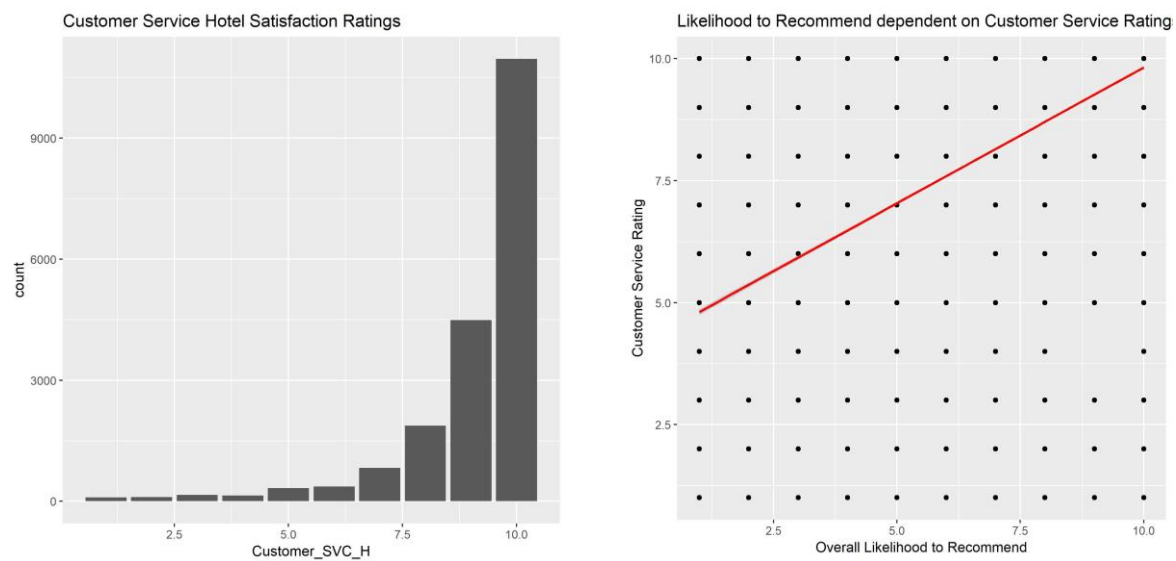 Customer Service Hotel Satisfaction Ratings
9000
6000
3000
0
count
2.5
5.0
7.5
10.0
Customer_SVC_H
Likelihood to Recommend dependent on Customer Service Rating
10.0
7.5
5.0
2.5
Customer Service Rating
2.5
5.0
7.5
10.0
Overall Likelihood to Recommend